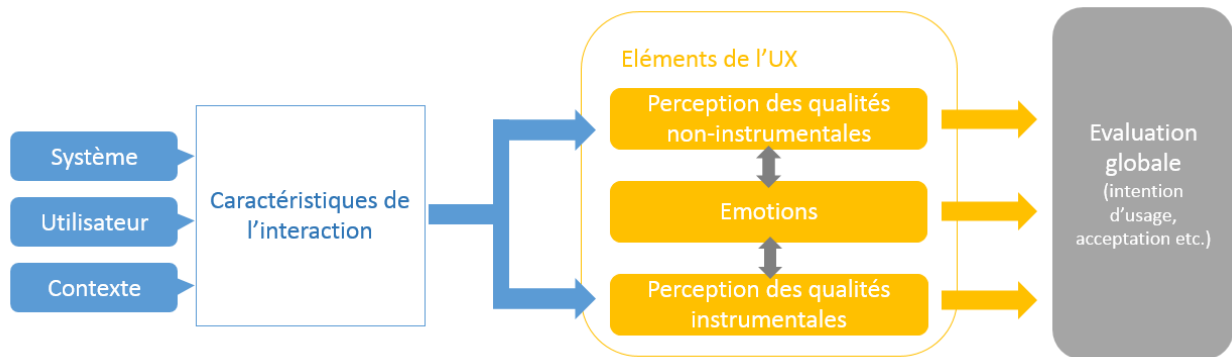 Système
Utilisateur
Contexte
Caractéristiques de
l'interaction
Eléments de l'UX
Perception des qualités
non-instrumentales
Emotions
Perception des qualités
instrumentales
Evaluation
globale
(intention
d'usage,
acceptation etc.)